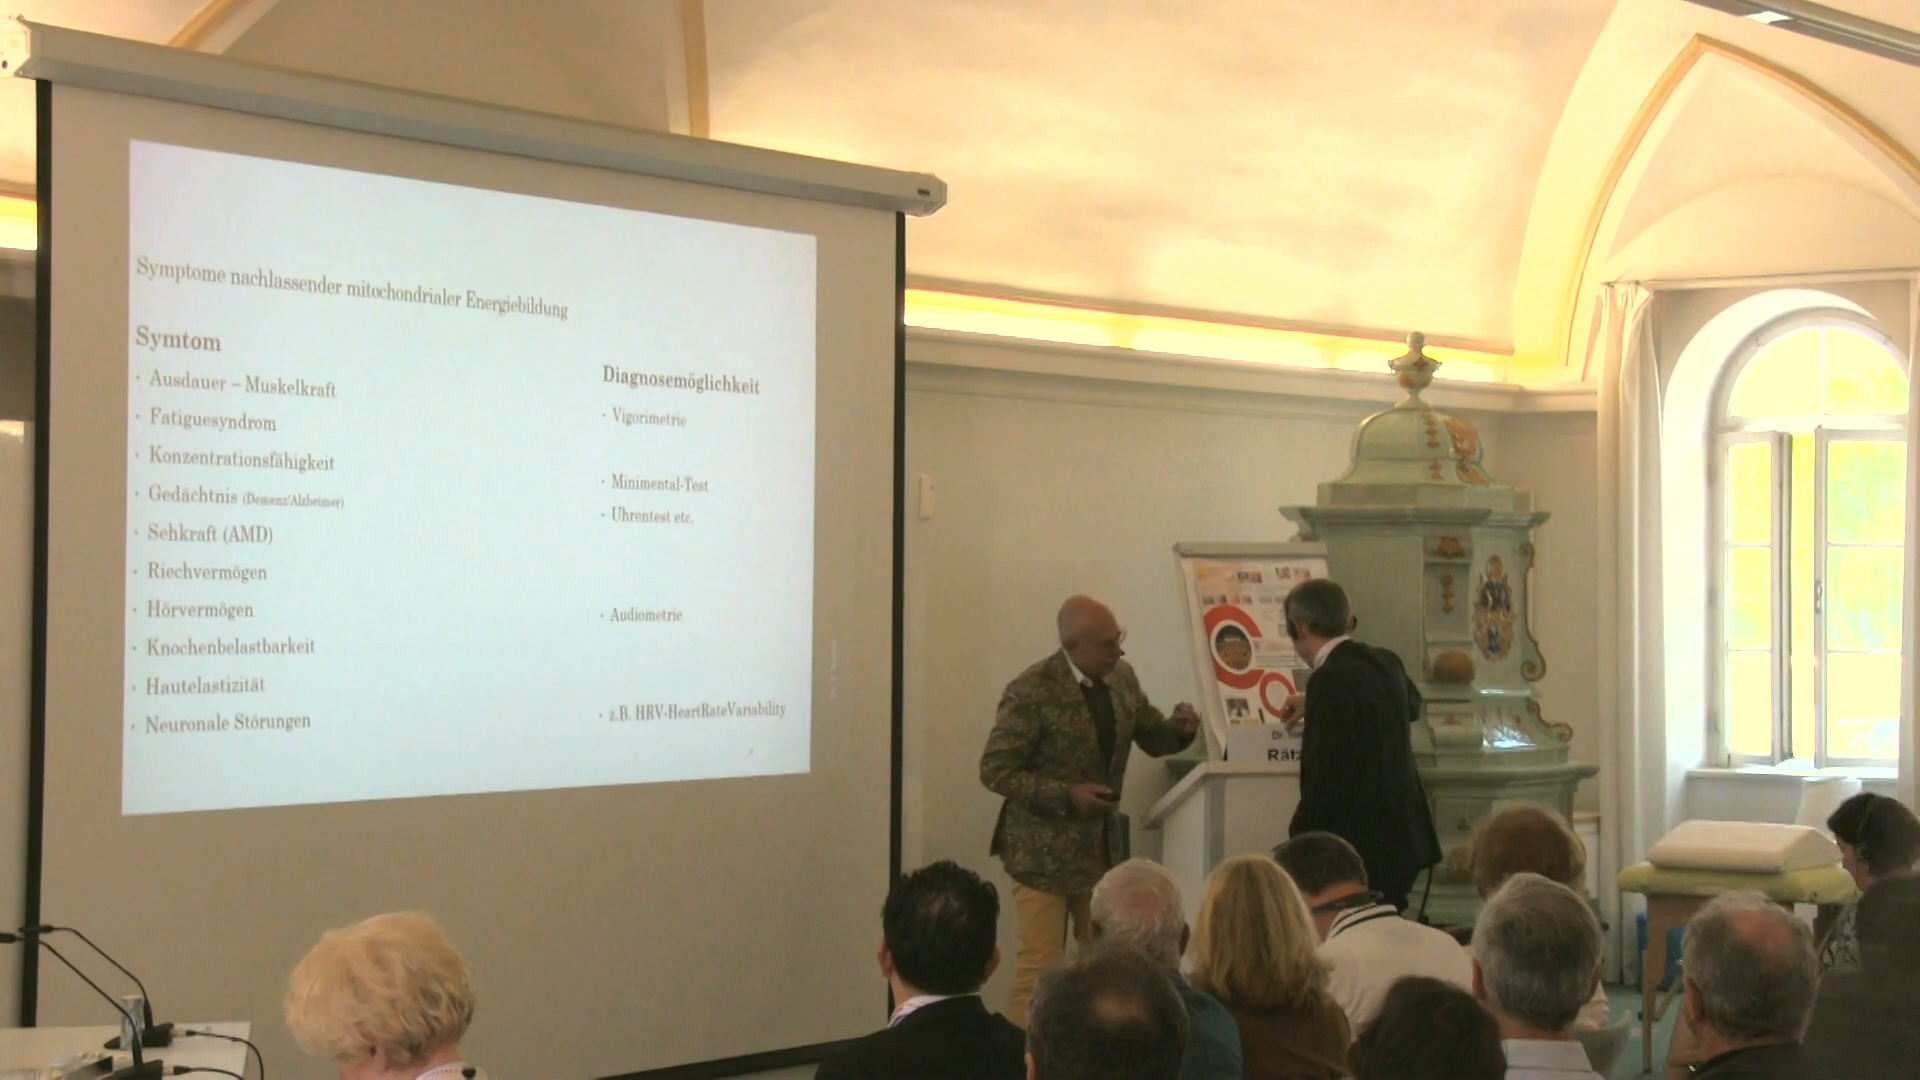 Symptome nachlassender mitochondrialer Energiebildung
Symtom
· Ausdauer – Muskelkraft
· Fatiguesyndrom
· Konzentrationsfähigkeit
· Gedächtnis (Demenz/Alzheimer)
· Sehkraft (AMD)
· Riechvermögen
· Hörvermögen
· Knochenbelastbarkeit
· Hautelastizität
· Neuronale Störungen
Diagnosemöglichkeit
· Vigorimetrie
· Minimental-Test
· Uhrentest etc.
· Audiometrie
· z.B. HRV-HeartRateVariability
Dr.
Rätz